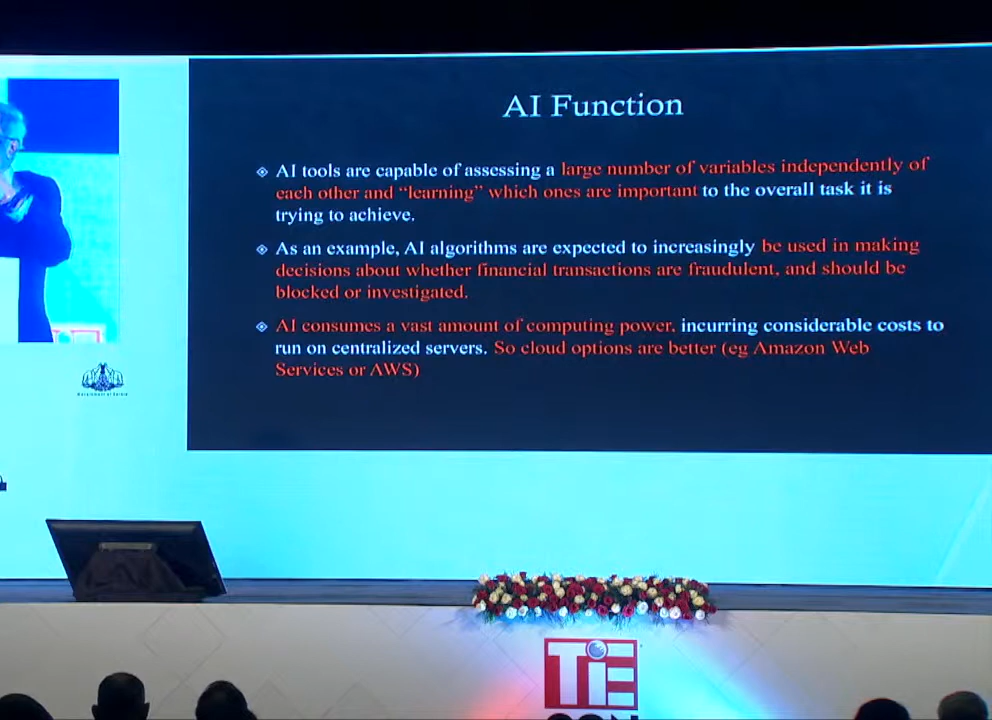 AI Function
AI tools are capable of assessing a large number of variables independently of
each other and “learning” which ones are important to the overall task it is
trying to achieve.
As an example, AI algorithms are expected to increasingly be used in making
decisions about whether financial transactions are fraudulent, and should be
blocked or investigated.
AI consumes a vast amount of computing power, incurring considerable costs to
run on centralized servers. So cloud options are better (eg Amazon Web
Services or AWS)
Government of Kerala
TiE
CON